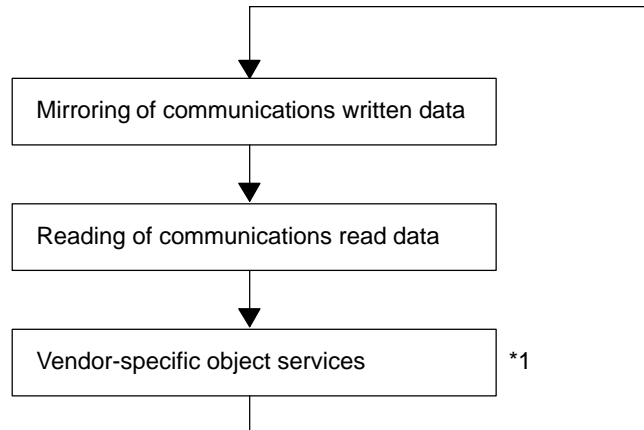 Mirroring of communications written data
Reading of communications read data
Vendor-specific object services
*1